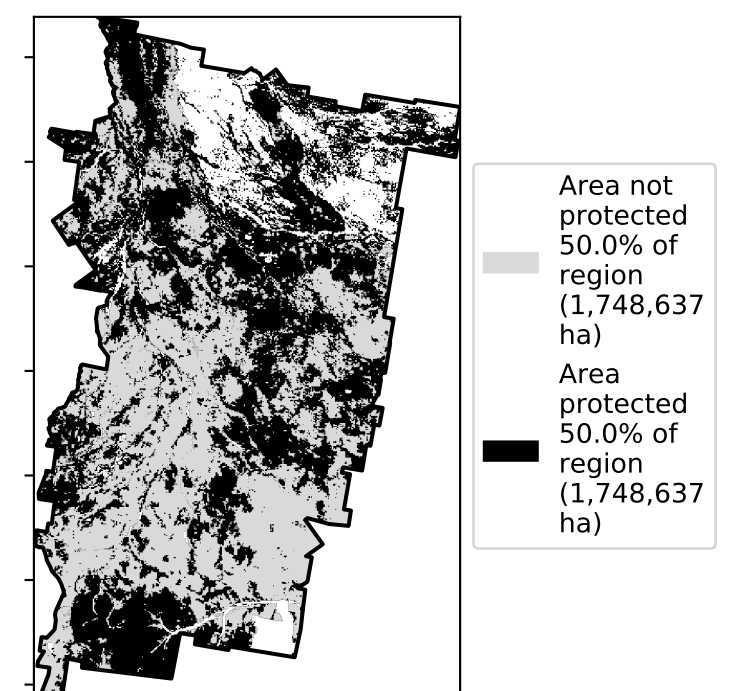 Area not
protected
50.0% of
region
(1,748,637
ha)
Area
protected
50.0% of
region
(1,748,637
ha)